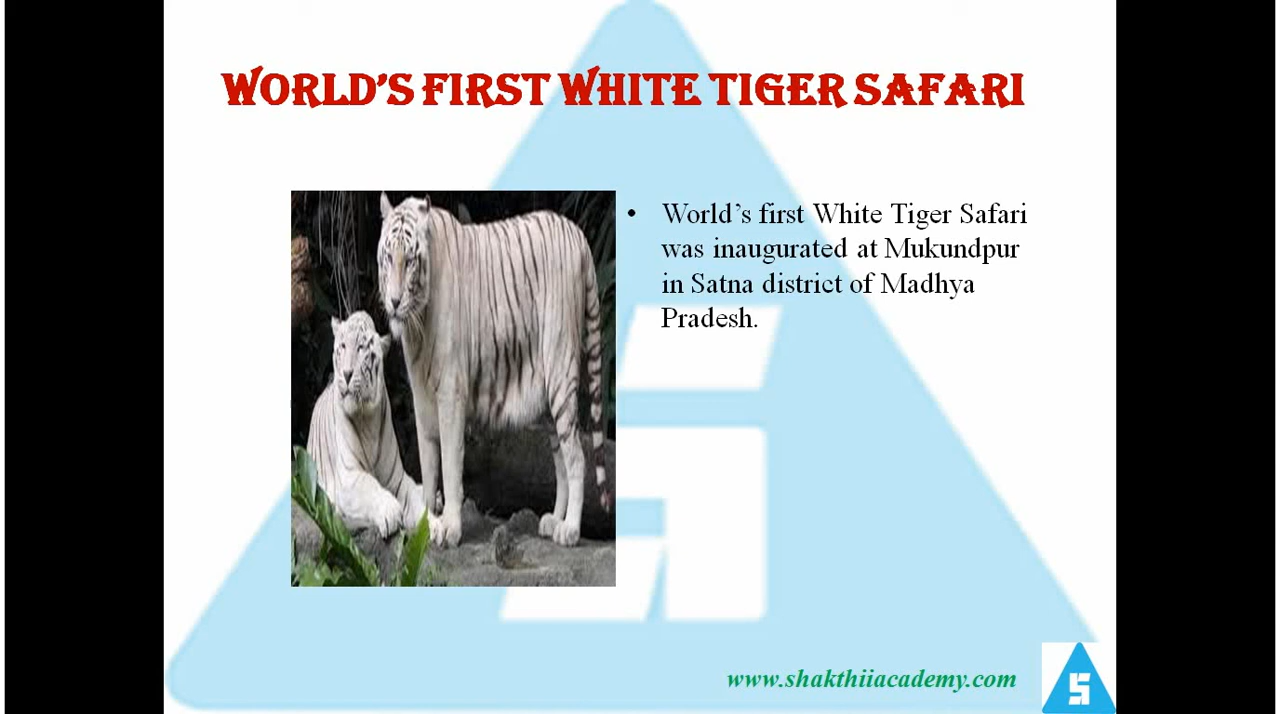 WORLD'S FIRST WHITE TIGER SAFARI
• World's first White Tiger Safari
was inaugurated at Mukundpur
in Satna district of Madhya
Pradesh.
www.shakthiiacademy.com